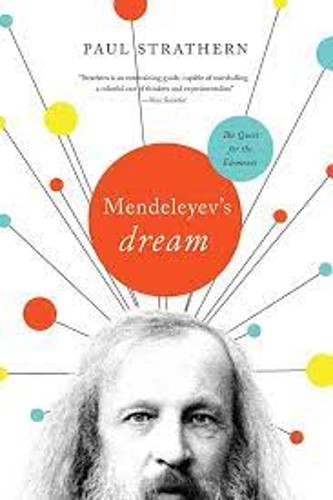 PAUL STRATHERN
"Strathern is an entertaining guide, capable of marshalling
a colorful cast of thinkers and experimentalists"
—New Scientist
The Quest
for the
Elements
Mendeleyev's
dream